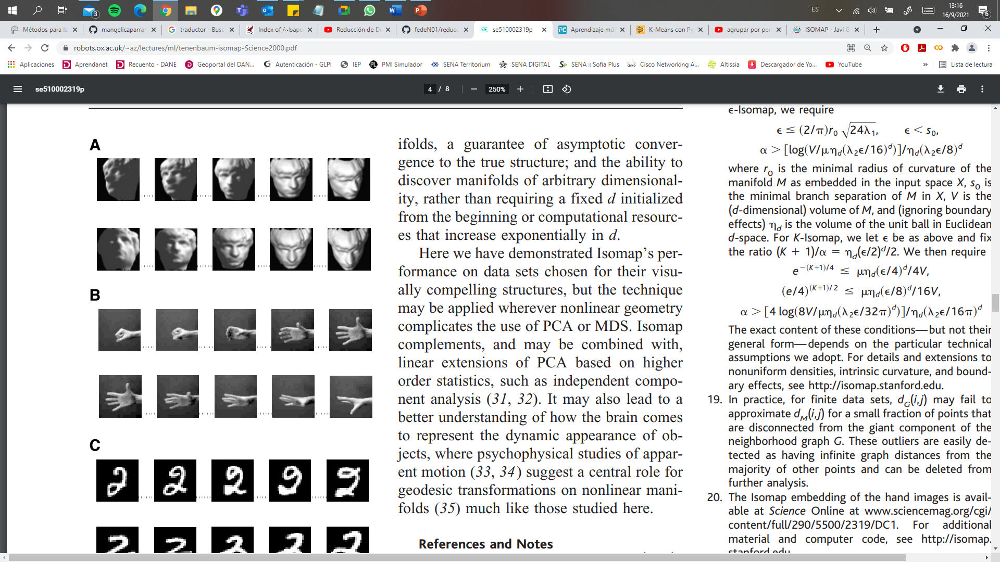 3
ES
13:16
16/9/2021
6
Métodos para la
mangelicaparrar
traductor - Busc
Index of /~bapo
Reducción de D
fedeN01/reducc
se510002319p
Aprendizaje mú
K-Means con Py
agrupar por per
ISOMAP - Javi G
robots.ox.ac.uk/~az/lectures/ml/tenenbaum-isomap-Science2000.pdf
Aplicaciones
Aprendanet
Recuento - DANE
Geoportal del DAN...
Autenticación - GLPI
IEP
PMI Simulador
SENA Territorium
SENA DIGITAL
SENA :: Sofia Plus
Cisco Networking A...
Altissia
Descargador de Yo...
YouTube
»
Lista de lectura
se510002319p
4 / 8
250%
A
B
C
ifolds, a guarantee of asymptotic conver-
gence to the true structure; and the ability to
discover manifolds of arbitrary dimensional-
ity, rather than requiring a fixed d initialized
from the beginning or computational resourc-
es that increase exponentially in d.
Here we have demonstrated Isomap's per-
formance on data sets chosen for their visu-
ally compelling structures, but the technique
may be applied wherever nonlinear geometry
complicates the use of PCA or MDS. Isomap
complements, and may be combined with,
linear extensions of PCA based on higher
order statistics, such as independent compo-
nent analysis (31, 32). It may also lead to a
better understanding of how the brain comes
to represent the dynamic appearance of ob-
jects, where psychophysical studies of appar-
ent motion (33, 34) suggest a central role for
geodesic transformations on nonlinear mani-
folds (35) much like those studied here.
References and Notes
ϵ-Isomap, we require
ϵ ≤ (2/π)r₀ √24λ₁, ϵ < s₀,
α > [log(V/μη_d(λ₂ϵ/16)^d)]/η_d(λ₂ϵ/8)^d
where r₀ is the minimal radius of curvature of the
manifold M as embedded in the input space X, s₀ is
the minimal branch separation of M in X, V is the
(d-dimensional) volume of M, and (ignoring boundary
effects) η_d is the volume of the unit ball in Euclidean
d-space. For K-Isomap, we let ϵ be as above and fix
the ratio (K + 1)/α = η_d(ϵ/2)^d/2. We then require
e^−(K+1)/4 ≤ μη_d(ϵ/4)^d/4V,
(e/4)^(K+1)/2 ≤ μη_d(ϵ/8)^d/16V,
α > [4 log(8V/μη_d(λ₂ϵ/32π)^d)]/η_d(λ₂ϵ/16π)^d
The exact content of these conditions—but not their
general form—depends on the particular technical
assumptions we adopt. For details and extensions to
nonuniform densities, intrinsic curvature, and bound-
ary effects, see http://isomap.stanford.edu.
19. In practice, for finite data sets, d_G(i,j) may fail to
approximate d_M(i,j) for a small fraction of points that
are disconnected from the giant component of the
neighborhood graph G. These outliers are easily de-
tected as having infinite graph distances from the
majority of other points and can be deleted from
further analysis.
20. The Isomap embedding of the hand images is avail-
able at Science Online at www.sciencemag.org/cgi/
content/full/290/5500/2319/DC1. For additional
material and computer code, see http://isomap.
stanford.edu.